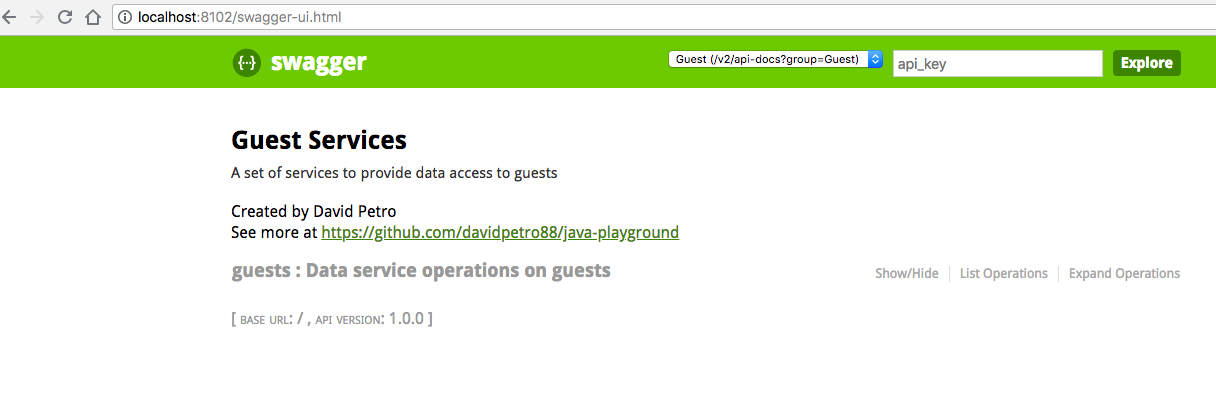 localhost:8102/swagger-ui.html
{··} swagger Guest (/v2/api-docs?group=Guest) api_key Explore
Guest Services
A set of services to provide data access to guests
Created by David Petro
See more at https://github.com/davidpetro88/java-playground
guests : Data service operations on guests Show/Hide List Operations Expand Operations
[ BASE URL: / , API VERSION: 1.0.0 ]